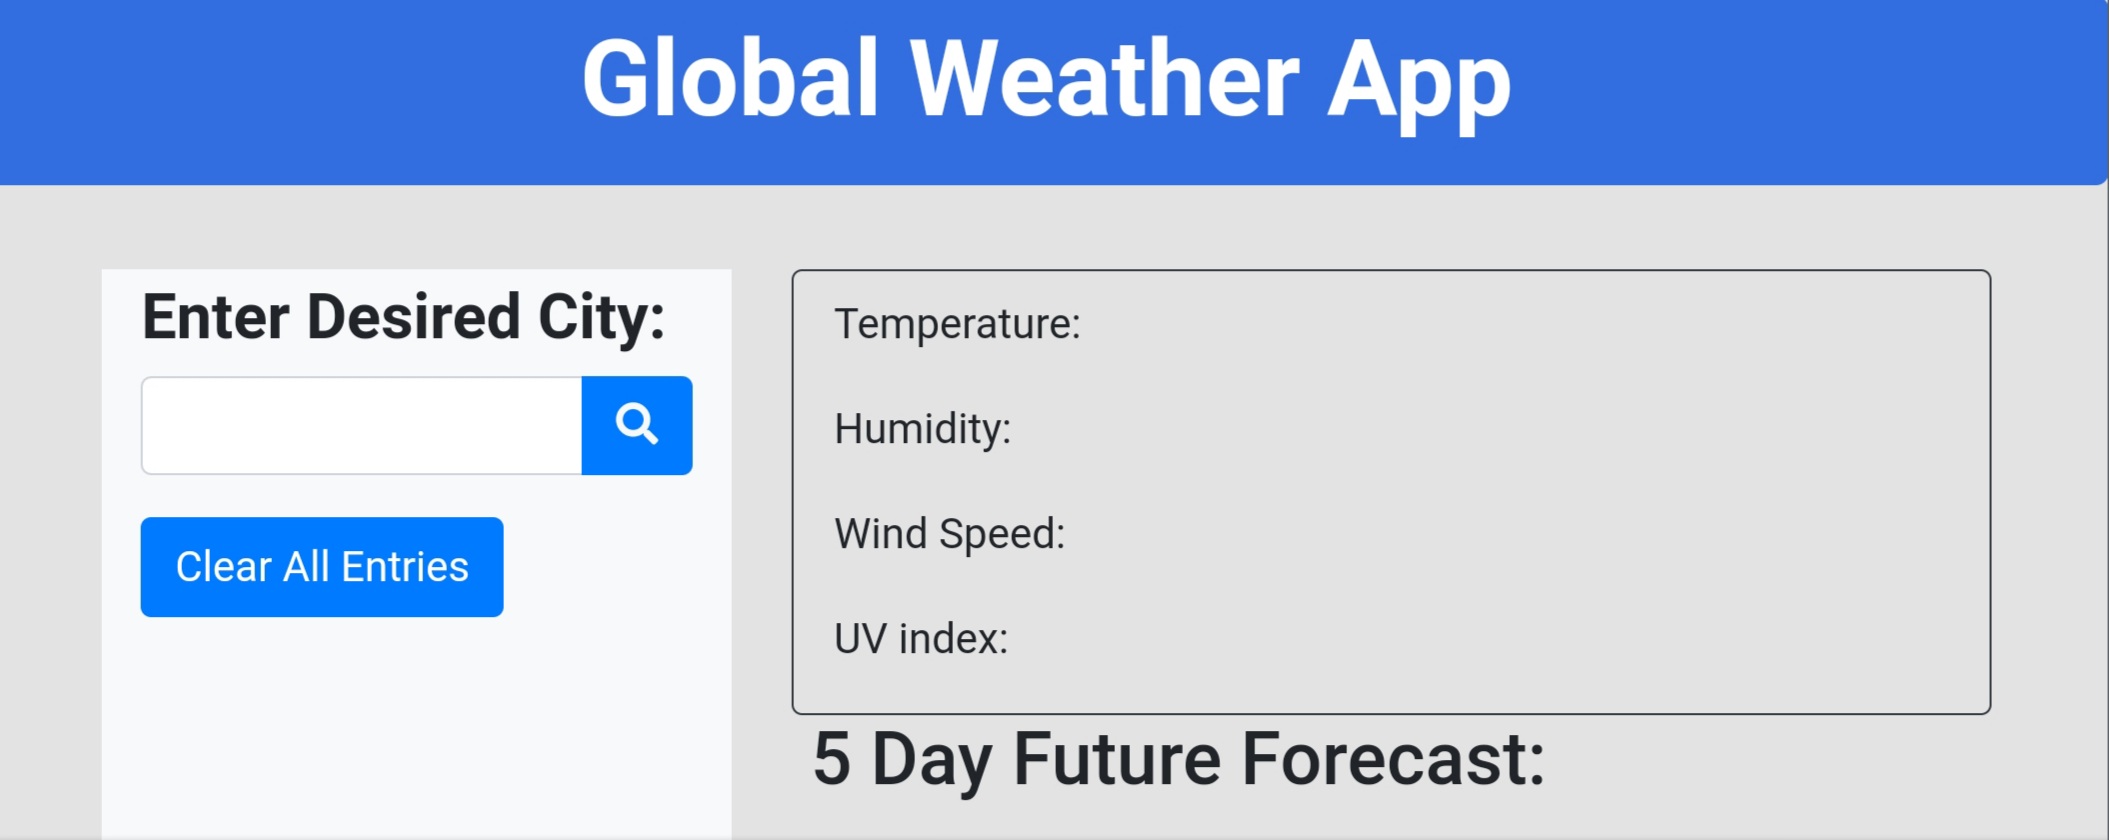 Global Weather App
Enter Desired City:
Clear All Entries
Temperature:
Humidity:
Wind Speed:
UV index:
5 Day Future Forecast: